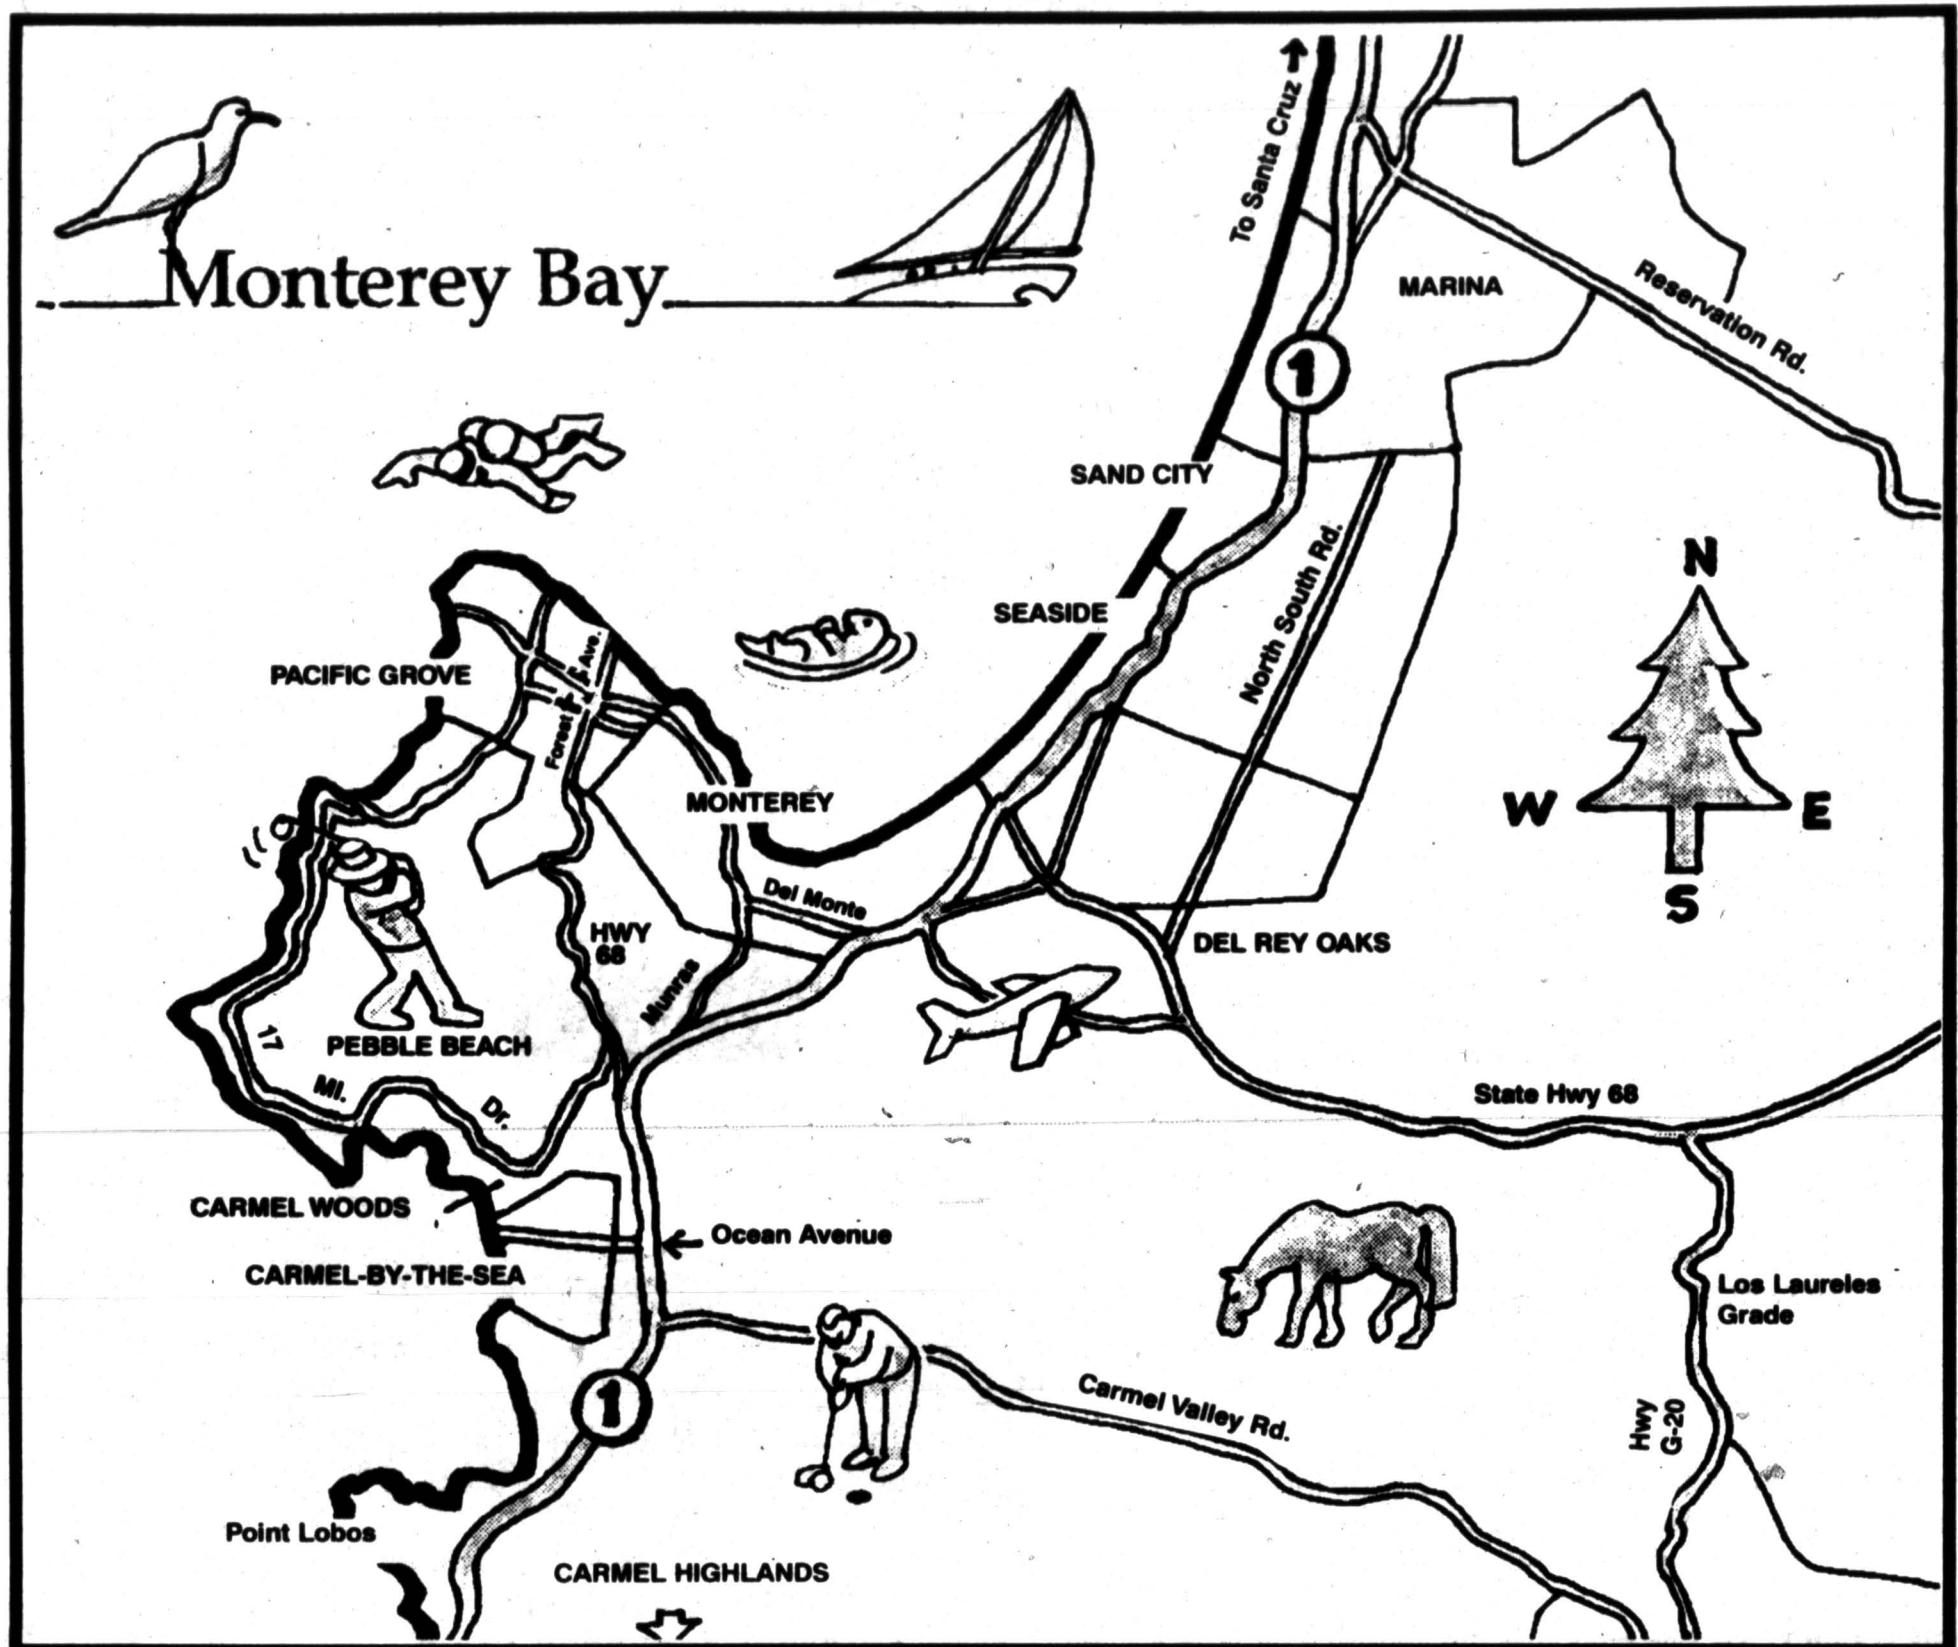 To Santa Cruz
Monterey Bay
MARINA
Reservation Rd.
1
SAND CITY
North South Rd.
N
SEASIDE
PACIFIC GROVE
Forest
Ave.
MONTEREY
W
E
S
Del Monte
HWY
68
DEL REY OAKS
Munras
17
PEBBLE BEACH
Mi.
Dr.
State Hwy 68
CARMEL WOODS
Ocean Avenue
CARMEL-BY-THE-SEA
Los Laureles
Grade
1
Carmel Valley Rd.
Hwy
G-20
Point Lobos
CARMEL HIGHLANDS